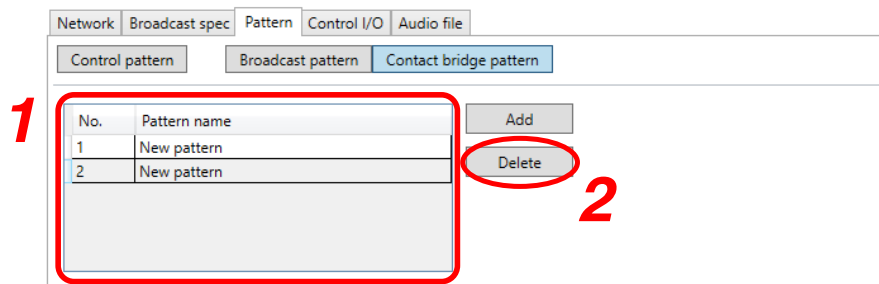 Network Broadcast spec Pattern Control I/O Audio file
Control pattern Broadcast pattern Contact bridge pattern
1
No. Pattern name Add
1 New pattern
Delete
2 New pattern
2